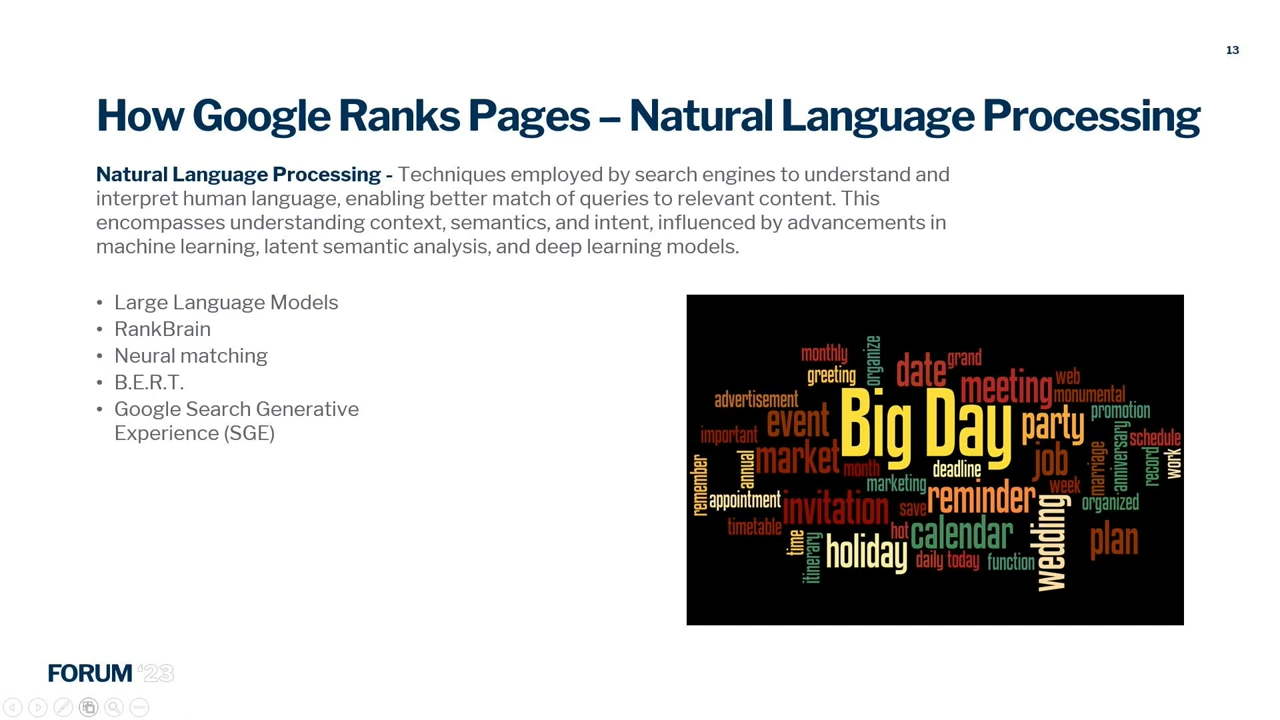 13
How Google Ranks Pages – Natural Language Processing
Natural Language Processing - Techniques employed by search engines to understand and
interpret human language, enabling better match of queries to relevant content. This
encompasses understanding context, semantics, and intent, influenced by advancements in
machine learning, latent semantic analysis, and deep learning models.
• Large Language Models
• RankBrain
• Neural matching
• B.E.R.T.
• Google Search Generative
Experience (SGE)
monthly
organize
date
grand
greeting
meeting
web
monumental
advertisement
event
Big Day
party
promotion
important
schedule
market
month
deadline
job
marriage
anniversary
record
work
remember
annual
marketing
week
appointment
invitation
save
reminder
organized
timetable
hot
calendar
wedding
plan
time
itinerary
holiday
daily today
function
FORUM '23